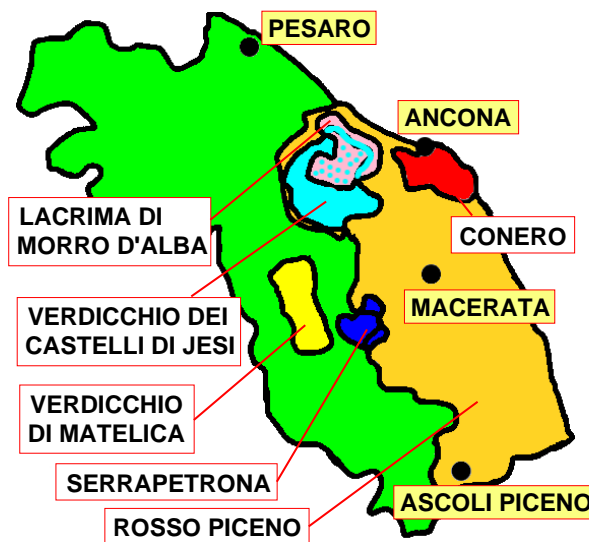 PESARO
ANCONA
LACRIMA DI
MORRO D'ALBA
CONERO
MACERATA
VERDICCHIO DEI
CASTELLI DI JESI
VERDICCHIO
DI MATELICA
SERRAPETRONA
ASCOLI PICENO
ROSSO PICENO